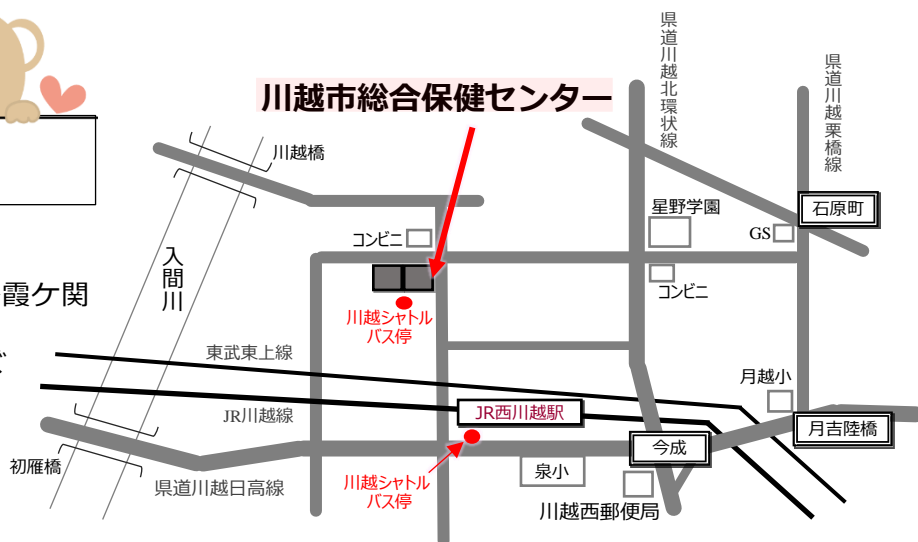 県道川越北環状線
県道川越栗橋線
川越市総合保健センター
川越橋
星野学園
石原町
コンビニ
GS
入間川
霞ケ関
コンビニ
川越シャトル
バス停
東武東上線
月越小
JR川越線
JR西川越駅
月吉陸橋
今成
初雁橋
泉小
県道川越日高線
川越シャトル
バス停
川越西郵便局